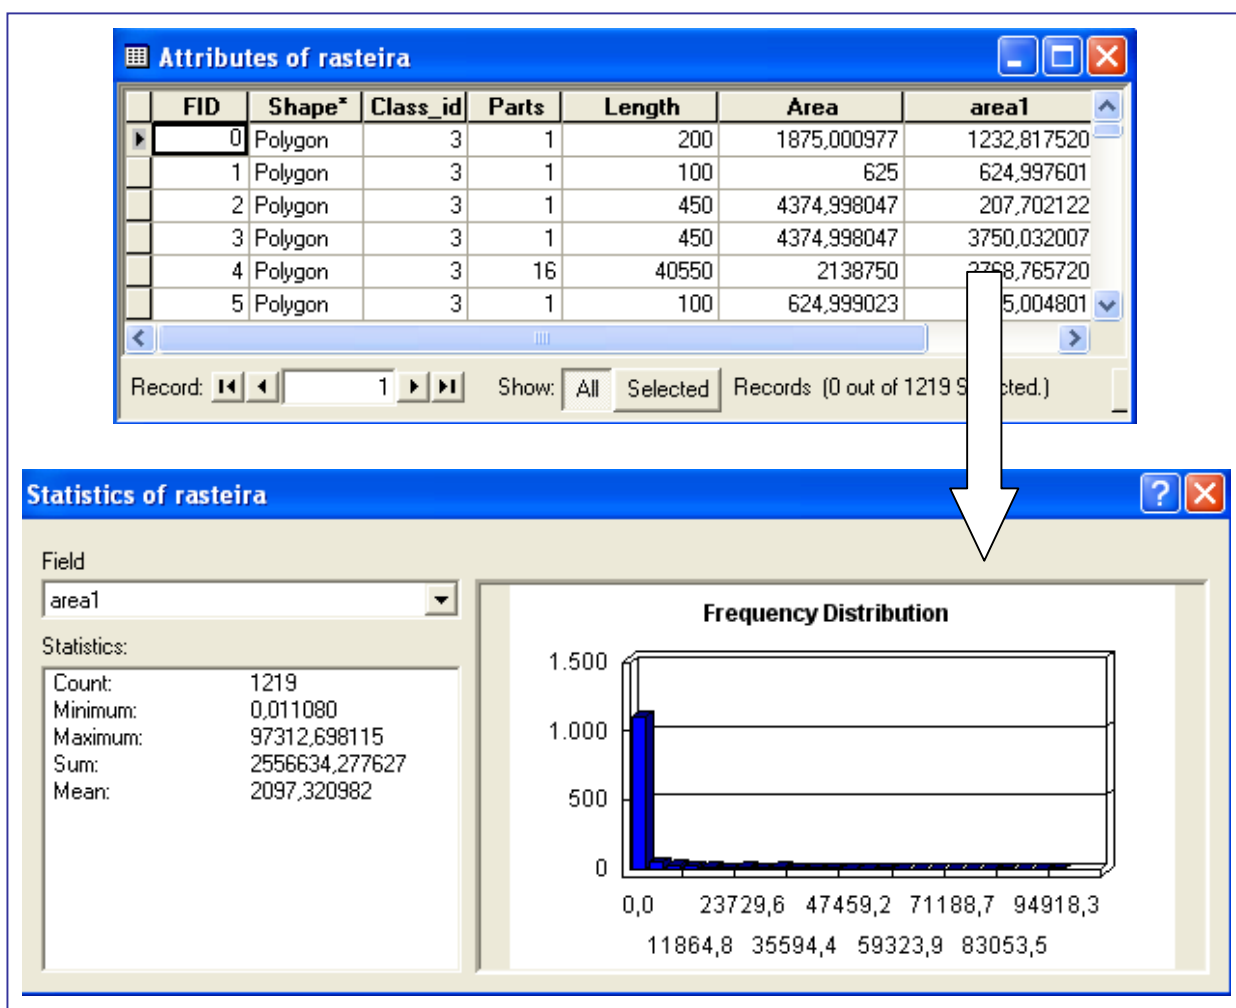 Attributes of rasteira
FID Shape* Class_id Parts Length Area area1
0 Polygon 3 1 200 1875,000977 1232,817520
1 Polygon 3 1 100 625 624,997601
2 Polygon 3 1 450 4374,998047 207,702122
3 Polygon 3 1 450 4374,998047 3750,032007
4 Polygon 3 16 40550 2138750 2768,765720
5 Polygon 3 1 100 624,999023 5,004801
Record: 1 Show: All Selected Records (0 out of 1219 S cted.)
Statistics of rasteira
Field
area1
Statistics:
Count: 1219
Minimum: 0,011080
Maximum: 97312,698115
Sum: 2556634,277627
Mean: 2097,320982
Frequency Distribution
1.500
1.000
500
0
0,0 23729,6 47459,2 71188,7 94918,3
11864,8 35594,4 59323,9 83053,5